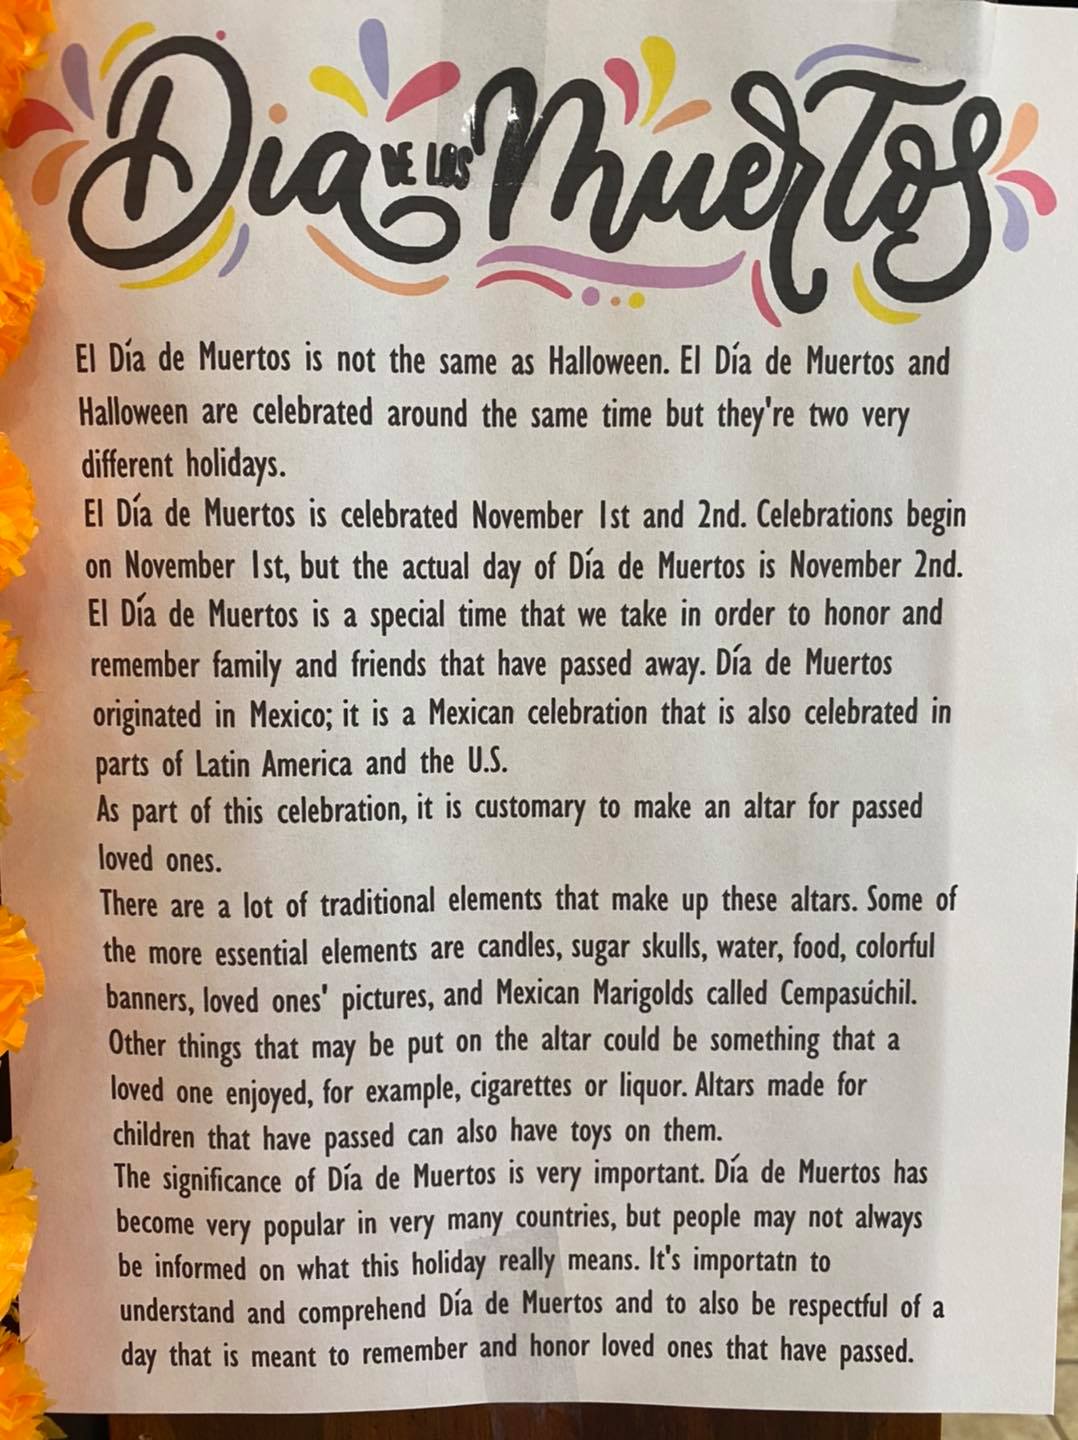 Dia DE LOS MuerTos
El Día de Muertos is not the same as Halloween. El Día de Muertos and
Halloween are celebrated around the same time but they're two very
different holidays.
El Día de Muertos is celebrated November 1st and 2nd. Celebrations begin
on November 1st, but the actual day of Día de Muertos is November 2nd.
El Día de Muertos is a special time that we take in order to honor and
remember family and friends that have passed away. Día de Muertos
originated in Mexico; it is a Mexican celebration that is also celebrated in
parts of Latin America and the U.S.
As part of this celebration, it is customary to make an altar for passed
loved ones.
There are a lot of traditional elements that make up these altars. Some of
the more essential elements are candles, sugar skulls, water, food, colorful
banners, loved ones' pictures, and Mexican Marigolds called Cempasúchil.
Other things that may be put on the altar could be something that a
loved one enjoyed, for example, cigarettes or liquor. Altars made for
children that have passed can also have toys on them.
The significance of Día de Muertos is very important. Día de Muertos has
become very popular in very many countries, but people may not always
be informed on what this holiday really means. It's importatn to
understand and comprehend Día de Muertos and to also be respectful of a
day that is meant to remember and honor loved ones that have passed.